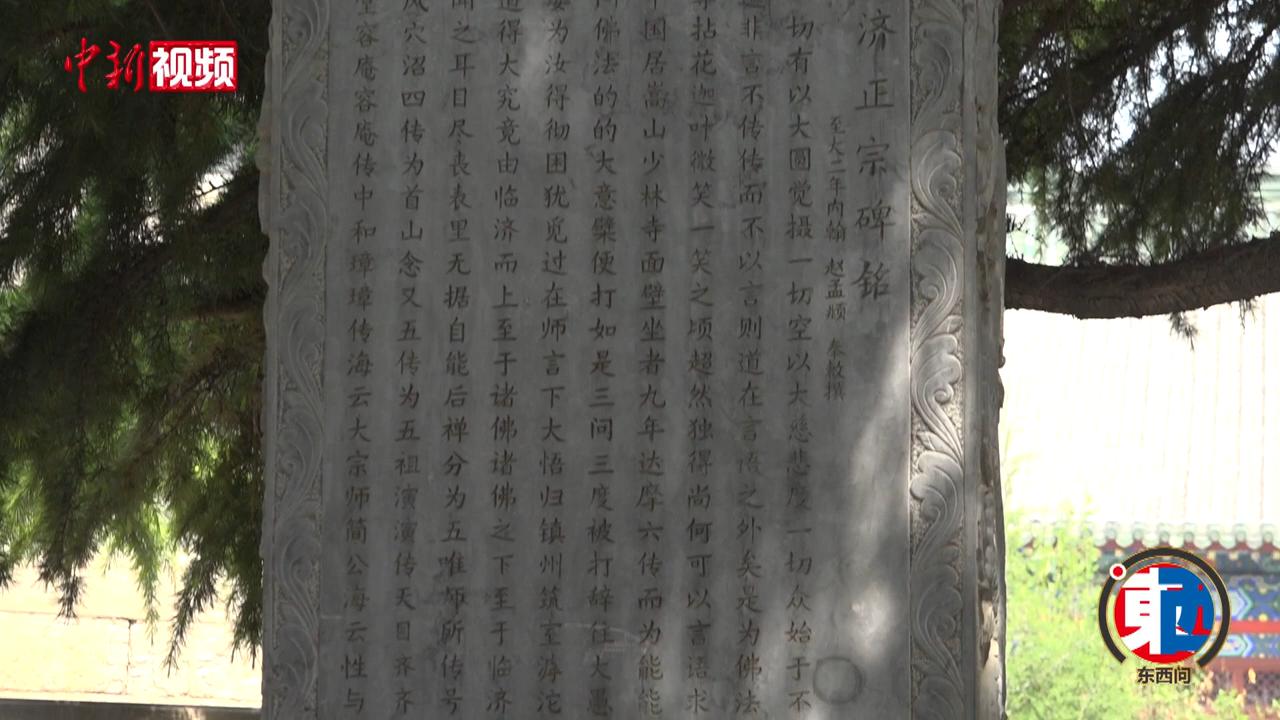 中新视频
济正宗碑铭
至大二年内翰 赵孟頫 奉敕撰
切有以大圆觉摄一切空以大慈悲度一切众始于不
非言不传传而不以言则道在言语之外矣是为佛法
拈花迦叶微笑一笑之顷超然独得尚何可以言语求
国居嵩山少林寺面壁坐者九年达摩六传而为能能
佛法的的大意檗便打如是三问三度被打辞往大愚
婆为汝得彻困犹觅过在师言下大悟归镇州筑室滹沱
道得大究竟由临济而上至于诸佛诸佛之下至于临济
闻之耳目尽丧表里无据自能后禅分为五唯师所传号
风穴沼四传为首山念又五传为五祖演演传天目齐齐
容庵容庵传中和璋璋传海云大宗师简公海云性与
东西问